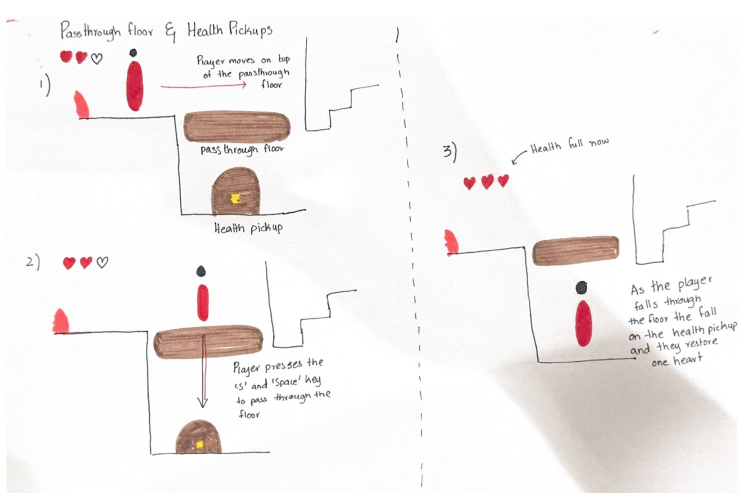 Passthrough floor & Health Pickups
1)
Player moves on top
of the passthrough
floor
passthrough floor
Health pickup
2)
Player presses the
's' and 'space' key
to pass through the
floor
3)
Health full now
As the player
falls through
the floor the fall
on the health pickup
and they restore
one heart